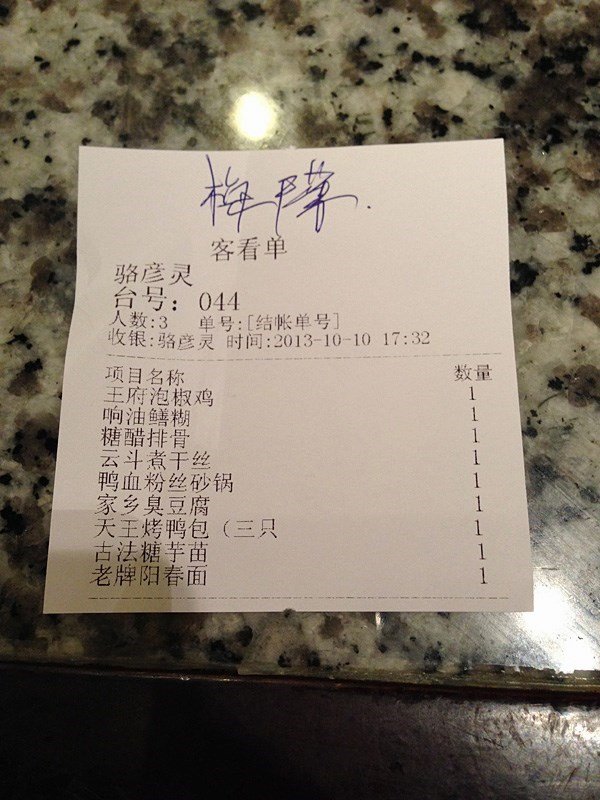 客看单
骆彦灵
台号：044
人数:3 单号:[结帐单号]
收银:骆彦灵 时间:2013-10-10 17:32
项目名称 数量
王府泡椒鸡 1
响油鳝糊 1
糖醋排骨 1
云斗煮干丝 1
鸭血粉丝砂锅 1
家乡臭豆腐 1
天王烤鸭包（三只 1
古法糖芋苗 1
老牌阳春面 1